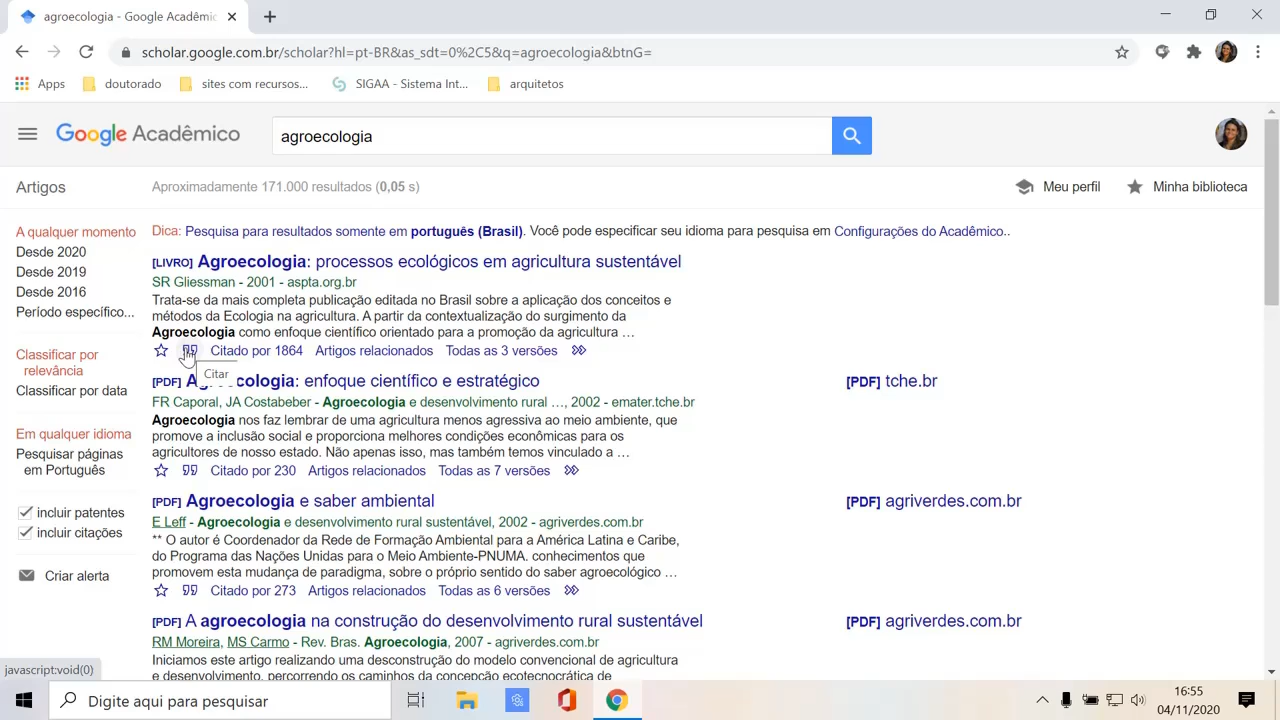 agroecologia - Google Acadêmic
scholar.google.com.br/scholar?hl=pt-BR&as_sdt=0%2C5&q=agroecologia&btnG=
Apps doutorado sites com recursos... SIGAA - Sistema Int... arquitetos
Google Acadêmico agroecologia
Artigos Aproximadamente 171.000 resultados (0,05 s) Meu perfil Minha biblioteca
A qualquer momento
Desde 2020
Desde 2019
Desde 2016
Período específico...
Classificar por
relevância
Classificar por data
Em qualquer idioma
Pesquisar páginas
em Português
incluir patentes
incluir citações
Criar alerta
Dica: Pesquisa para resultados somente em português (Brasil). Você pode especificar seu idioma para pesquisa em Configurações do Acadêmico..
[LIVRO] Agroecologia: processos ecológicos em agricultura sustentável
SR Gliessman - 2001 - aspta.org.br
Trata-se da mais completa publicação editada no Brasil sobre a aplicação dos conceitos e
métodos da Ecologia na agricultura. A partir da contextualização do surgimento da
Agroecologia como enfoque científico orientado para a promoção da agricultura …
Citado por 1864 Artigos relacionados Todas as 3 versões
Citar
[PDF] Agroecologia: enfoque científico e estratégico [PDF] tche.br
FR Caporal, JA Costabeber - Agroecologia e desenvolvimento rural …, 2002 - emater.tche.br
Agroecologia nos faz lembrar de uma agricultura menos agressiva ao meio ambiente, que
promove a inclusão social e proporciona melhores condições econômicas para os
agricultores de nosso estado. Não apenas isso, mas também temos vinculado a …
Citado por 230 Artigos relacionados Todas as 7 versões
[PDF] Agroecologia e saber ambiental [PDF] agriverdes.com.br
E Leff - Agroecologia e desenvolvimento rural sustentável, 2002 - agriverdes.com.br
** O autor é Coordenador da Rede de Formação Ambiental para a América Latina e Caribe,
do Programa das Nações Unidas para o Meio Ambiente-PNUMA. conhecimentos que
promovem esta mudança de paradigma, sobre o próprio sentido do saber agroecológico …
Citado por 273 Artigos relacionados Todas as 6 versões
[PDF] A agroecologia na construção do desenvolvimento rural sustentável [PDF] agriverdes.com.br
RM Moreira, MS Carmo - Rev. Bras. Agroecologia, 2007 - agriverdes.com.br
Iniciamos este artigo realizando uma desconstrução do modelo convencional de agricultura
e desenvolvimento, percorrendo os caminhos da concepção ecotecnocrática de
javascript:void(0)
Digite aqui para pesquisar
16:55
04/11/2020